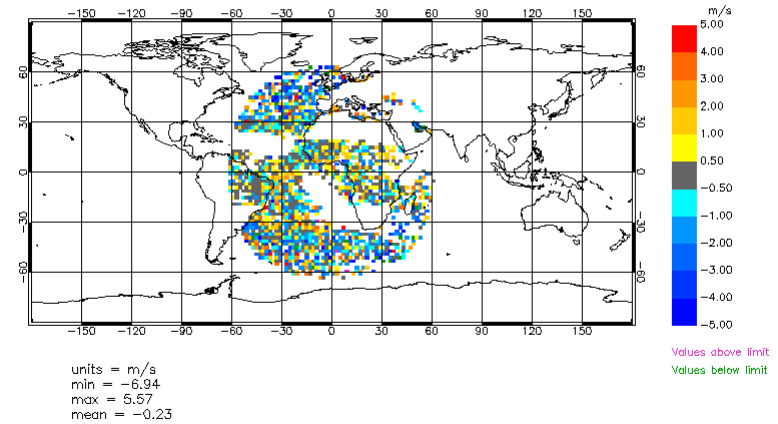 m/s
−150 −120 −90 −60 −30 0 30 60 90 120 150
5.00
4.00
3.00
2.00
1.00
0.50
−0.50
−1.00
−2.00
−3.00
−4.00
−5.00
60 60
30 30
0 0
−30 −30
−60 −60
−150 −120 −90 −60 −30 0 30 60 90 120 150
Values above limit
Values below limit
units = m/s
min = −6.94
max = 5.57
mean = −0.23